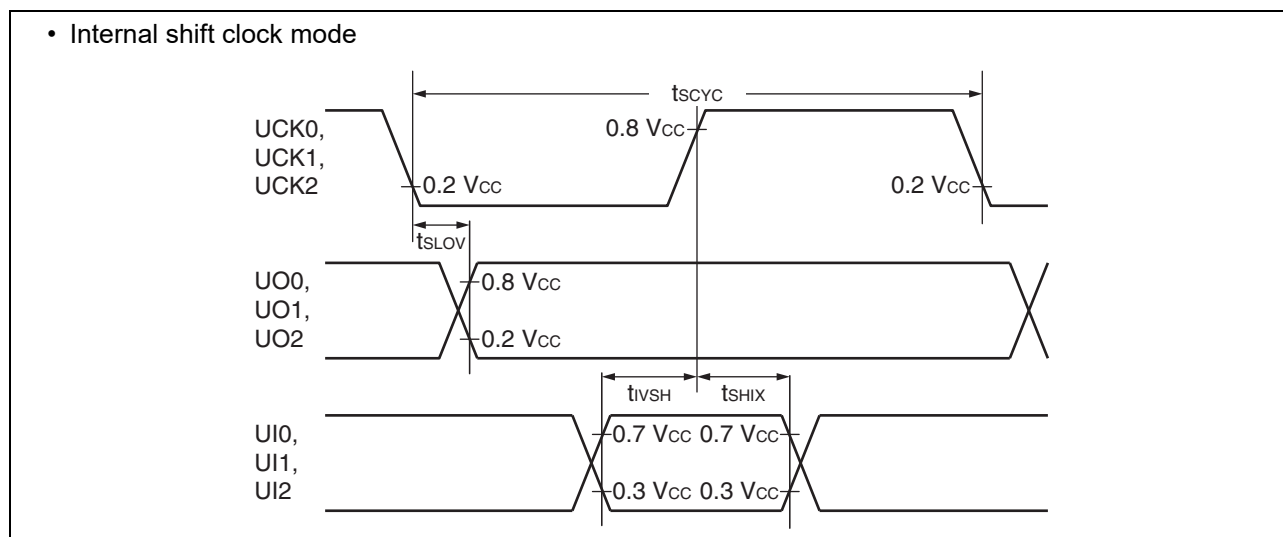 • Internal shift clock mode
tSCYC
UCK0,
UCK1,
UCK2
0.8 VCC
0.2 VCC
0.2 VCC
tSLOV
UO0,
UO1,
UO2
0.8 VCC
0.2 VCC
tIVSH
tSHIX
UI0,
UI1,
UI2
0.7 VCC
0.7 VCC
0.3 VCC
0.3 VCC